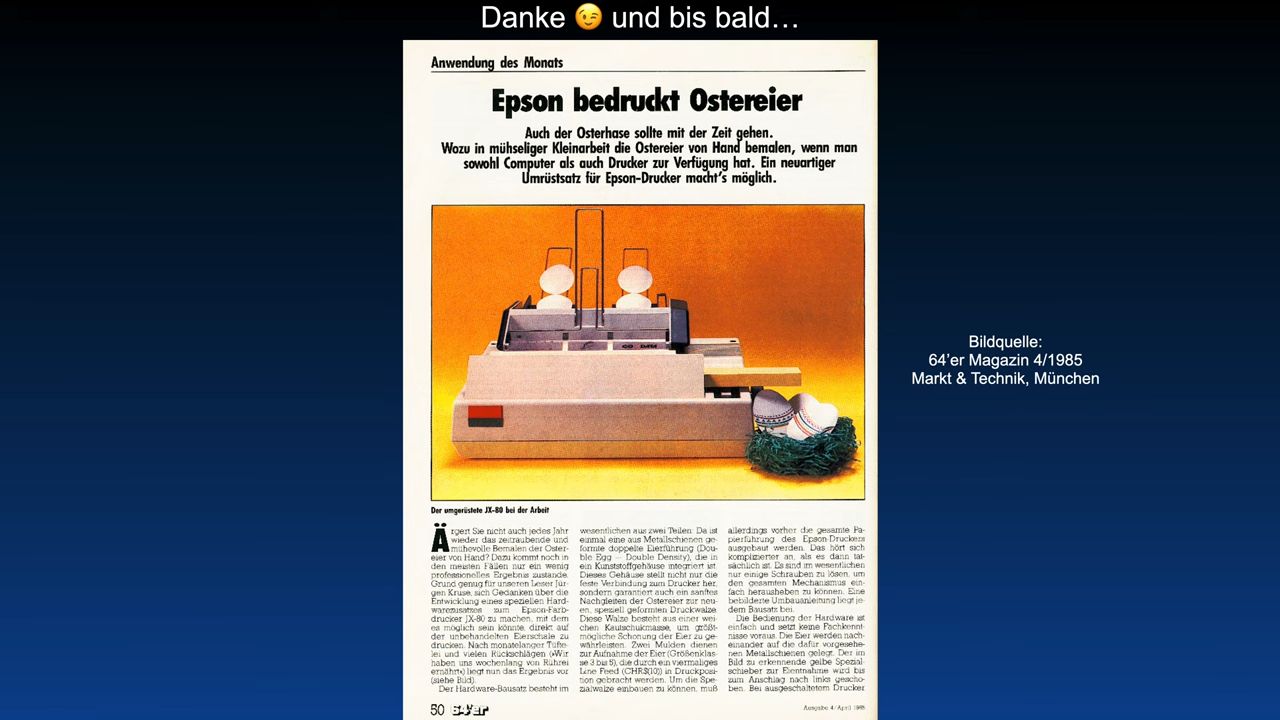 Danke 😉 und bis bald…
Anwendung des Monats
Epson bedruckt Ostereier
Auch der Osterhase sollte mit der Zeit gehen.
Wozu in mühseliger Kleinarbeit die Ostereier von Hand bemalen, wenn man
sowohl Computer als auch Drucker zur Verfügung hat. Ein neuartiger
Umrüstsatz für Epson-Drucker macht's möglich.
Bildquelle:
64'er Magazin 4/1985
Markt & Technik, München
Der umgerüstete JX-80 bei der Arbeit
Ärgert Sie nicht auch jedes Jahr
wieder das zeitraubende und
mühevolle Bemalen der Oster-
eier von Hand? Dazu kommt noch in
den meisten Fällen nur ein wenig
professionelles Ergebnis zustande.
Grund genug für unseren Leser Jür-
gen Kruse, sich Gedanken über die
Entwicklung eines speziellen Hard-
warezusatzes zum Epson-Farb-
drucker JX-80 zu machen, mit dem
es möglich sein könnte, direkt auf
der unbehandelten Eierschale zu
drucken. Nach monatelanger Tüfte-
lei und vielen Rückschlägen (»Wir
haben uns wochenlang von Rührei
ernährt«) liegt nun das Ergebnis vor
(siehe Bild).
Der Hardware-Bausatz besteht im
wesentlichen aus zwei Teilen: Da ist
einmal eine aus Metallschienen ge-
formte doppelte Eierführung (Dou-
ble Egg — Double Density), die in
ein Kunststoffgehäuse integriert ist.
Dieses Gehäuse stellt nicht nur die
feste Verbindung zum Drucker her,
sondern garantiert auch ein sanftes
Nachgleiten der Ostereier zur neu-
en, speziell geformten Druckwalze.
Diese Walze besteht aus einer wei-
chen Kautschukmasse, um größt-
mögliche Schonung der Eier zu ge-
währleisten. Zwei Mulden dienen
zur Aufnahme der Eier (Größenklas-
se 3 bis 5), die durch ein viermaliges
Line Feed (CHR$(10)) in Druckposi-
tion gebracht werden. Um die Spe-
zialwalze einbauen zu können, muß
allerdings vorher die gesamte Pa-
pierführung des Epson-Druckers
ausgebaut werden. Das hört sich
komplizierter an, als es dann tat-
sächlich ist. Es sind im wesentlichen
nur einige Schrauben zu lösen, um
den gesamten Mechanismus ein-
fach herausheben zu können. Eine
bebilderte Umbauanleitung liegt je-
dem Bausatz bei.
Die Bedienung der Hardware ist
einfach und setzt keine Fachkennt-
nisse voraus. Die Eier werden nach-
einander auf die dafür vorgesehe-
nen Metallschienen gelegt. Der im
Bild zu erkennende gelbe Spezial-
schieber zur Eientnahme wird bis
zum Anschlag nach links gescho-
ben. Bei ausgeschaltetem Drucker
50 64'er
Ausgabe 4/April 1985